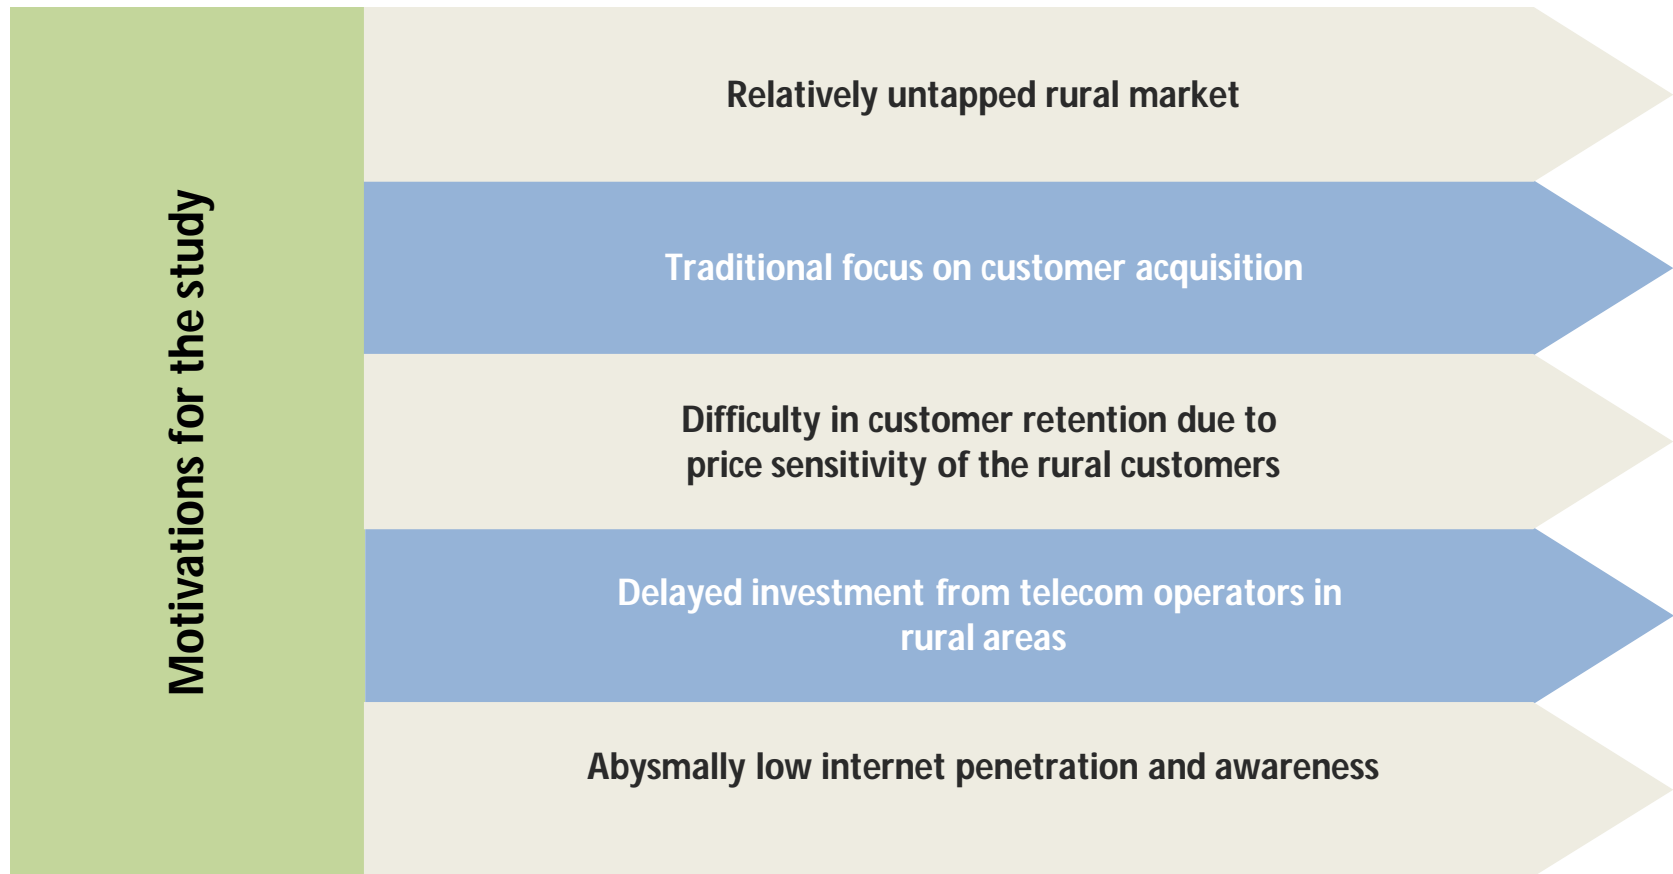 Motivations for the study
Relatively untapped rural market
Traditional focus on customer acquisition
Difficulty in customer retention due to
price sensitivity of the rural customers
Delayed investment from telecom operators in
rural areas
Abysmally low internet penetration and awareness